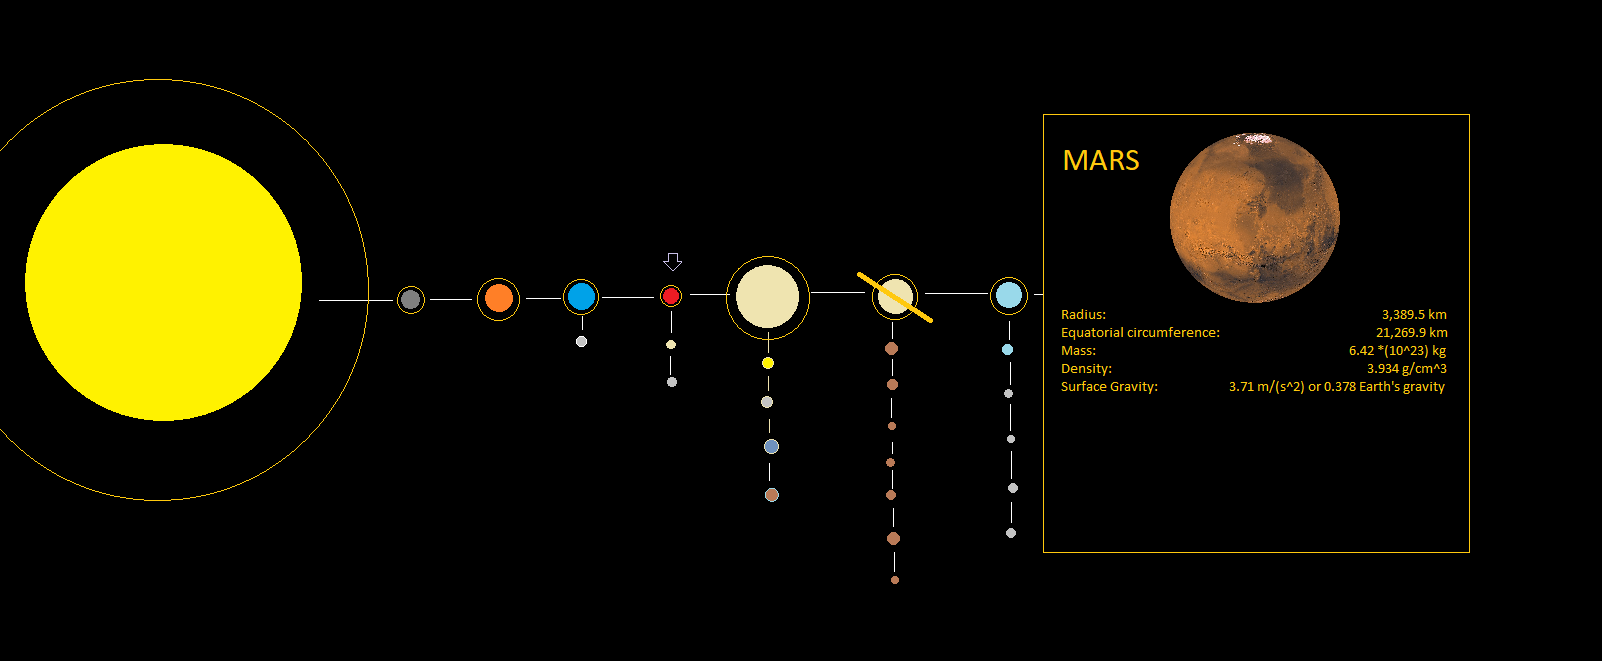 MARS
Radius: 3,389.5 km
Equatorial circumference: 21,269.9 km
Mass: 6.42 *(10^23) kg
Density: 3.934 g/cm^3
Surface Gravity: 3.71 m/(s^2) or 0.378 Earth's gravity